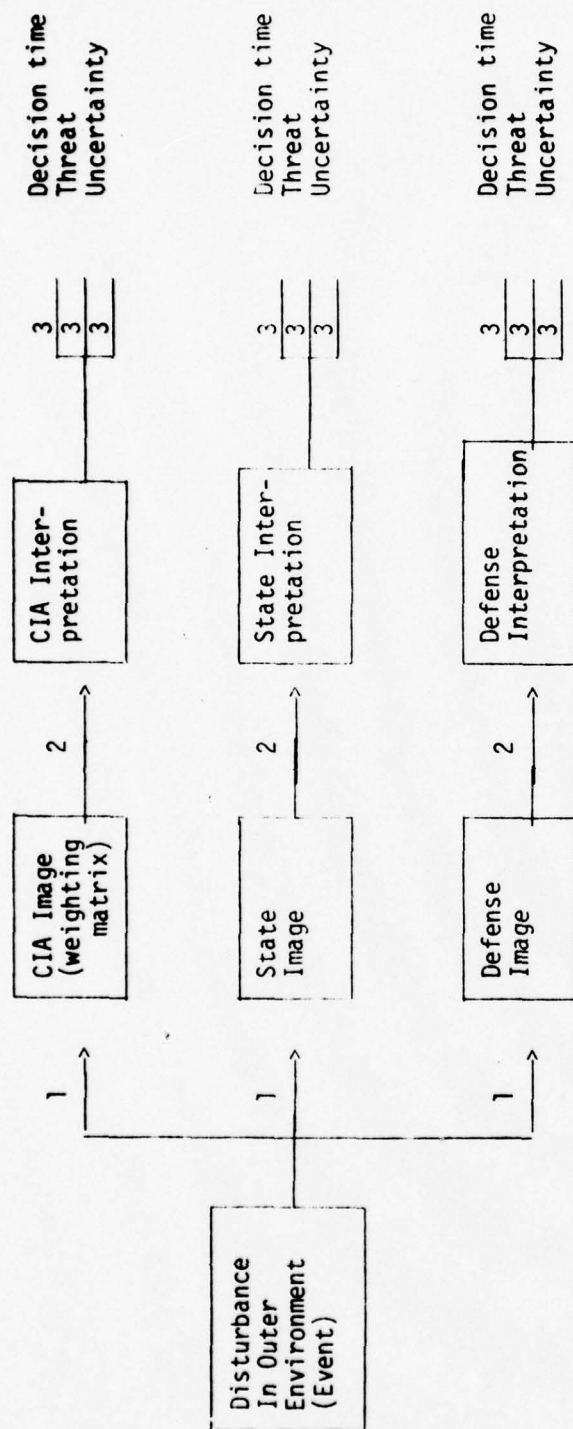 Disturbance
In Outer
Environment
(Event)
1
CIA Image
(weighting
matrix)
2
CIA Inter-
pretation
3
3
3
Decision time
Threat
Uncertainty
1
State
Image
2
State Inter-
pretation
3
3
3
Decision time
Threat
Uncertainty
1
Defense
Image
2
Defense
Interpretation
3
3
3
Decision time
Threat
Uncertainty